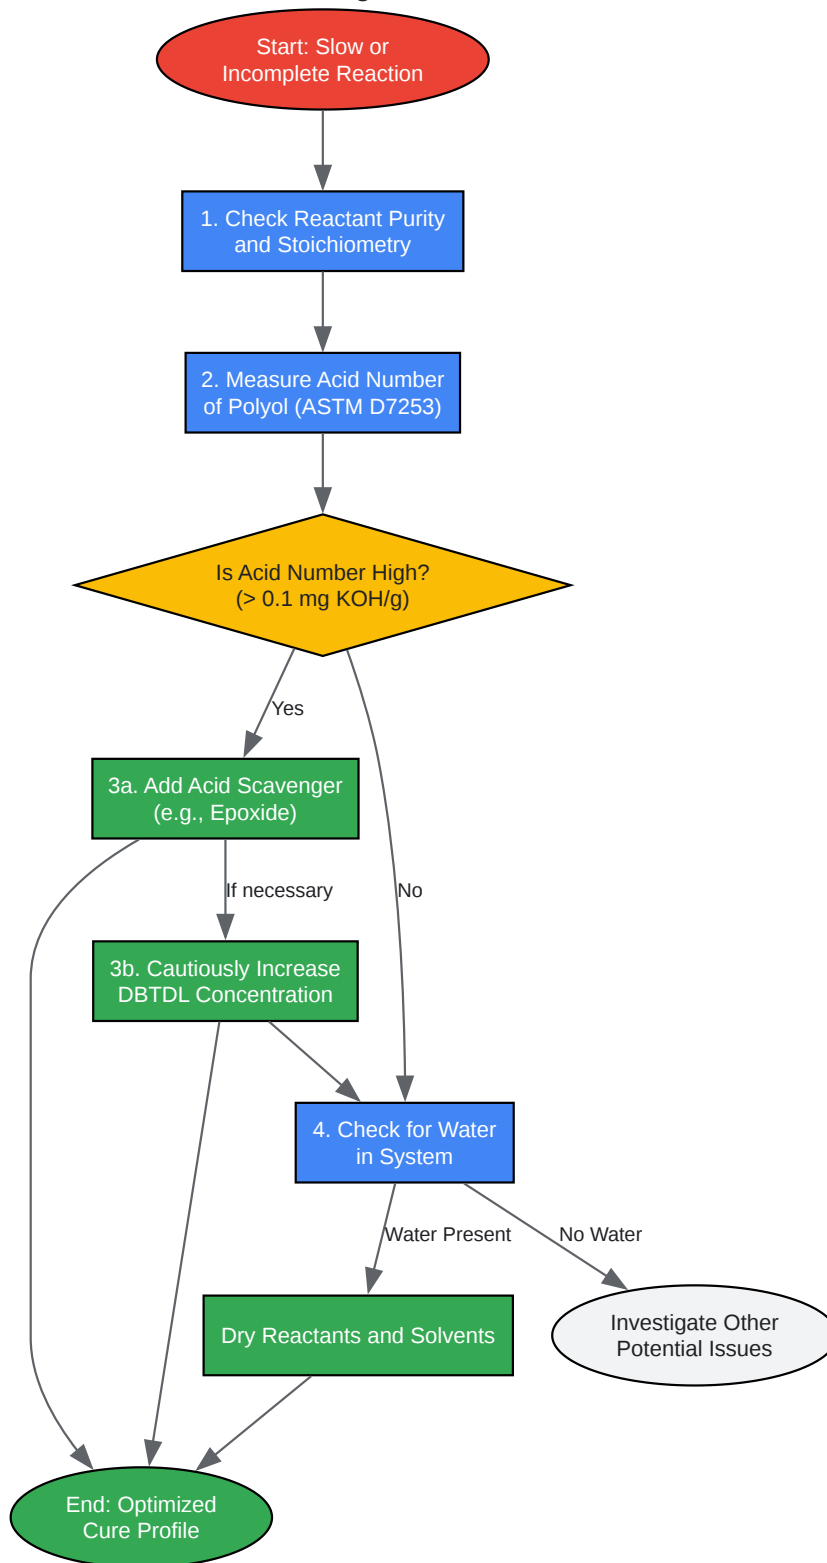 Start: Slow or
Incomplete Reaction
1. Check Reactant Purity
and Stoichiometry
2. Measure Acid Number
of Polyol (ASTM D7253)
Is Acid Number High?
(> 0.1 mg KOH/g)
Yes
3a. Add Acid Scavenger
(e.g., Epoxide)
If necessary
No
3b. Cautiously Increase
DBTDL Concentration
4. Check for Water
in System
Water Present
No Water
Dry Reactants and Solvents
Investigate Other
Potential Issues
End: Optimized
Cure Profile